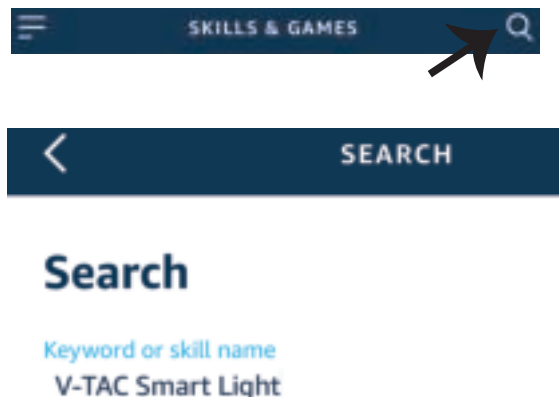 SKILLS & GAMES
SEARCH
Search
Keyword or skill name
V-TAC Smart Light